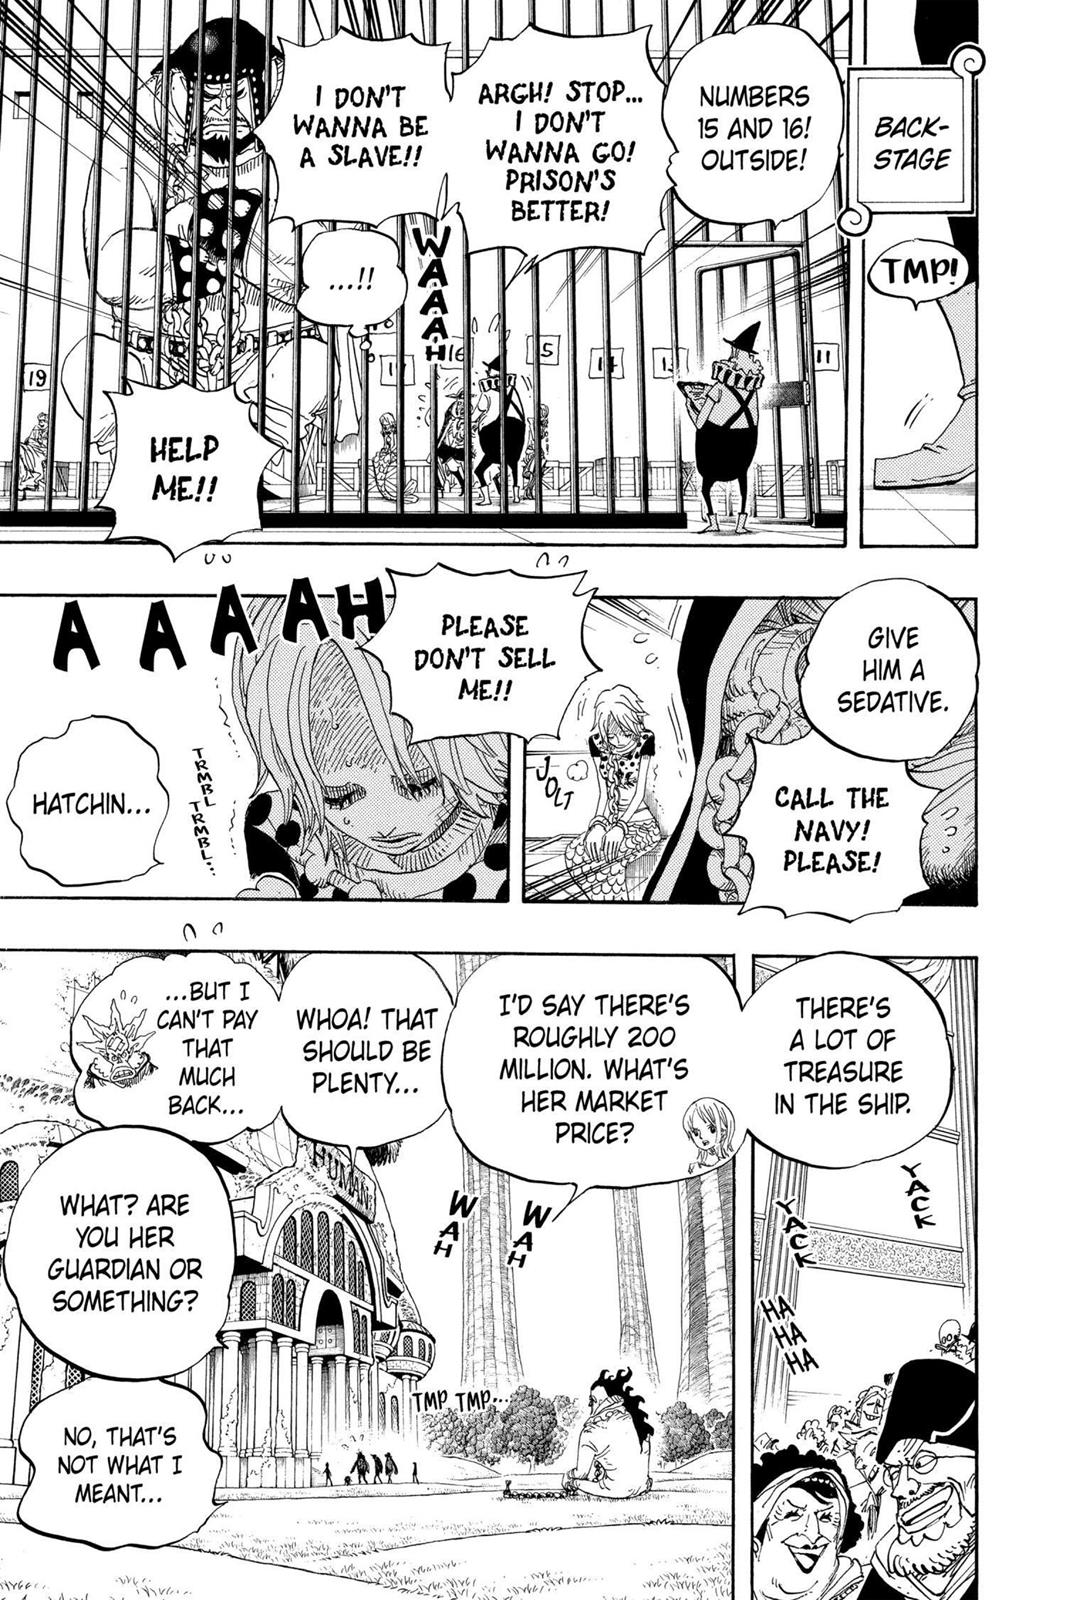 BACK-
STAGE
TMP!
NUMBERS
15 AND 16!
OUTSIDE!
ARGH! STOP...
I DON'T
WANNA GO!
PRISON'S
BETTER!
I DON'T
WANNA BE
A SLAVE!!
...!!
WAAAAH
11
14
15
16
17
19
HELP
ME!!
GIVE
HIM A
SEDATIVE.
CALL THE
NAVY!
PLEASE!
PLEASE
DON'T SELL
ME!!
JOLT
AAAAH
TRMBL
TRMBL...
HATCHIN...
THERE'S
A LOT OF
TREASURE
IN THE SHIP.
YACK
YACK
HA
HA
HA
I'D SAY THERE'S
ROUGHLY 200
MILLION. WHAT'S
HER MARKET
PRICE?
WHOA! THAT
SHOULD BE
PLENTY...
...BUT I
CAN'T PAY
THAT
MUCH
BACK...
HUMAN
WAH
WAH
WHAT? ARE
YOU HER
GUARDIAN OR
SOMETHING?
TMP TMP...
NO, THAT'S
NOT WHAT I
MEANT...